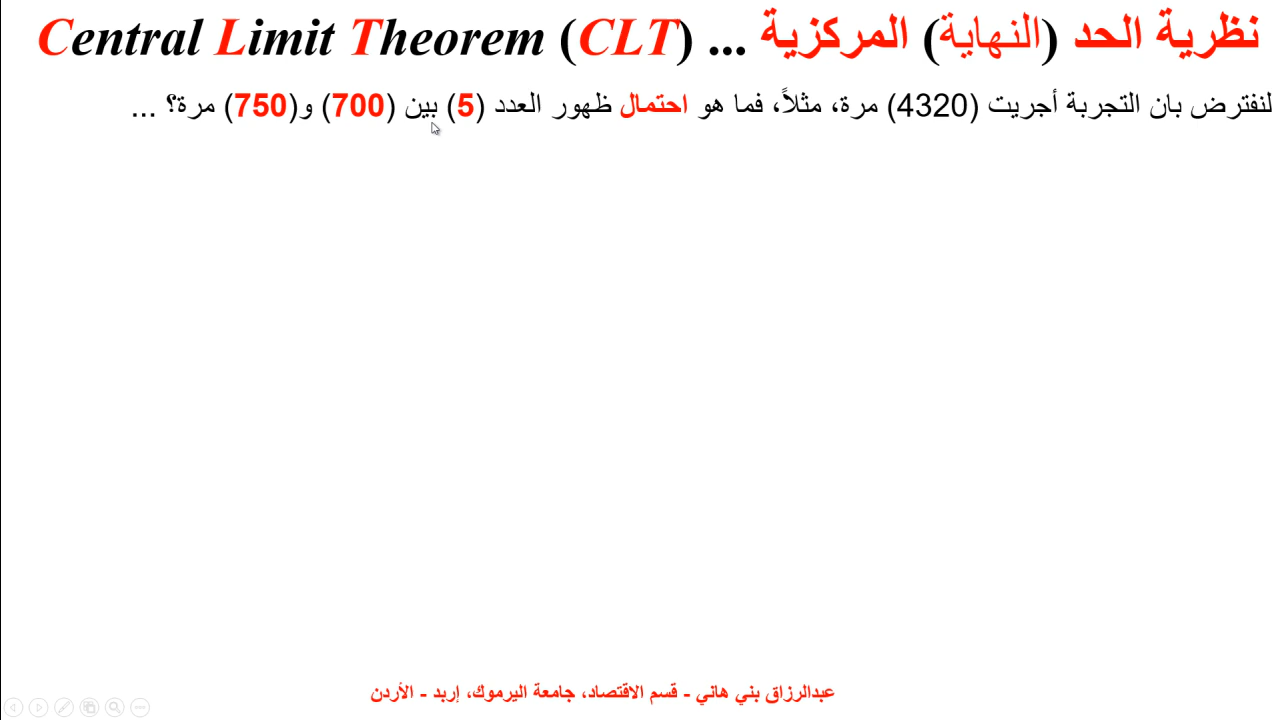 نظرية الحد (النهاية) المركزية ... Central Limit Theorem (CLT)
لنفترض بان التجربة أجريت (4320) مرة، مثلاً، فما هو احتمال ظهور العدد (5) بين (700) و(750) مرة؟ ...
عبدالرزاق بني هاني - قسم الاقتصاد، جامعة اليرموك، إربد - الأردن